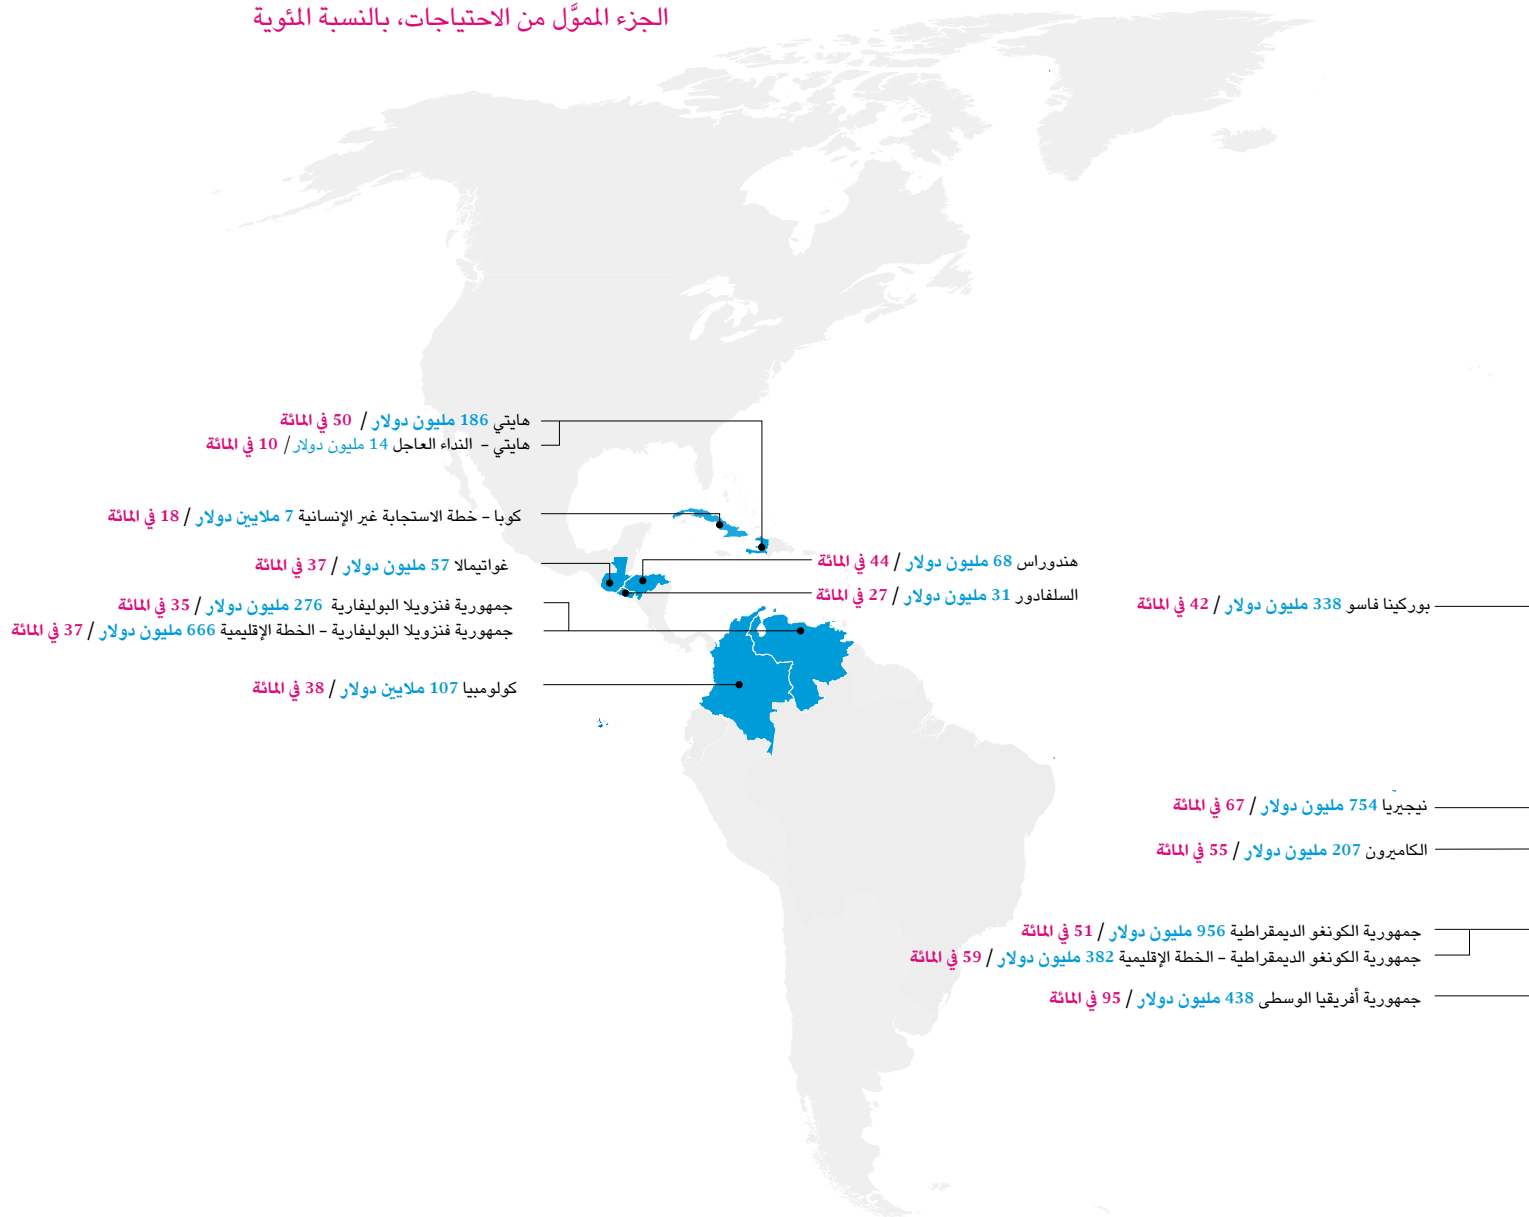 الجزء المموَّل من الاحتياجات، بالنسبة المئوية
هايتي 186 مليون دولار / 50 في المائة
هايتي – النداء العاجل 14 مليون دولار / 10 في المائة
كوبا – خطة الاستجابة غير الإنسانية 7 ملايين دولار / 18 في المائة
هندوراس 68 مليون دولار / 44 في المائة
غواتيمالا 57 مليون دولار / 37 في المائة
السلفادور 31 مليون دولار / 27 في المائة
بوركينا فاسو 338 مليون دولار / 42 في المائة
جمهورية فنزويلا البوليفارية 276 مليون دولار / 35 في المائة
جمهورية فنزويلا البوليفارية – الخطة الإقليمية 666 مليون دولار / 37 في المائة
كولومبيا 107 ملايين دولار / 38 في المائة
نيجيريا 754 مليون دولار / 67 في المائة
الكاميرون 207 مليون دولار / 55 في المائة
جمهورية الكونغو الديمقراطية 956 مليون دولار / 51 في المائة
جمهورية الكونغو الديمقراطية – الخطة الإقليمية 382 مليون دولار / 59 في المائة
جمهورية أفريقيا الوسطى 438 مليون دولار / 95 في المائة